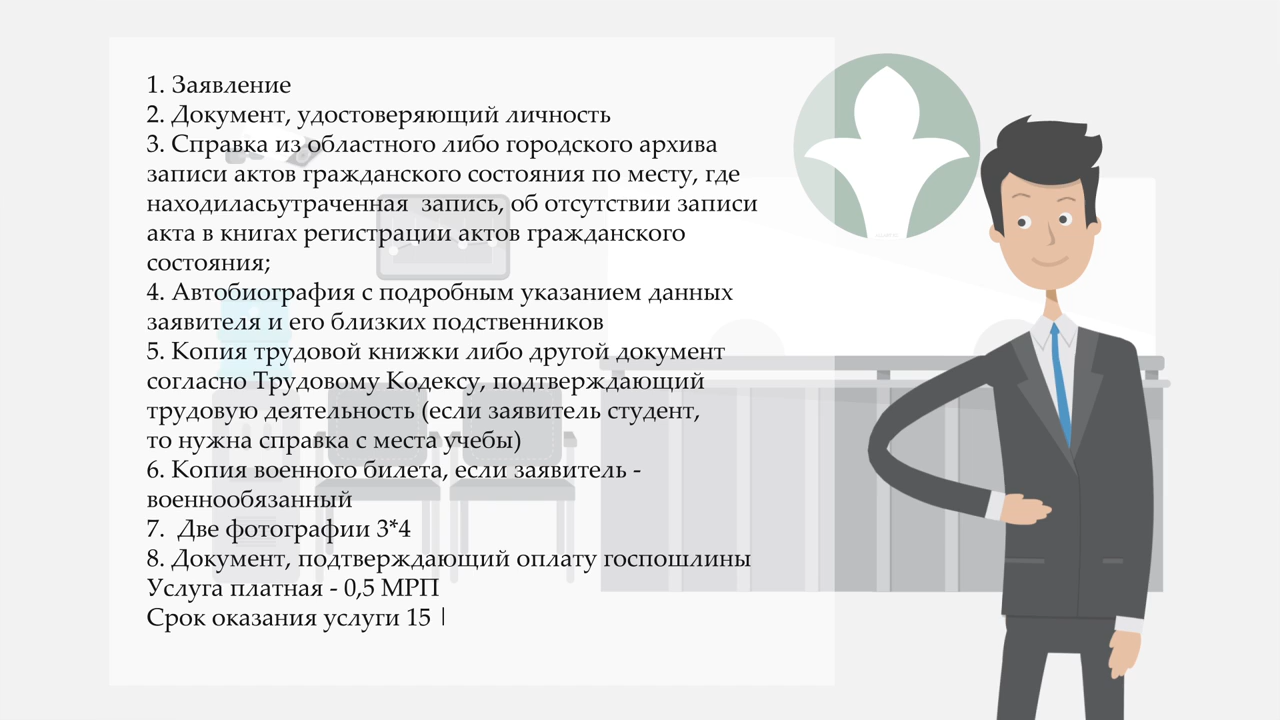 1. Заявление
2. Документ, удостоверяющий личность
3. Справка из областного либо городского архива
записи актов гражданского состояния по месту, где
находиласьутраченная  запись, об отсутствии записи
акта в книгах регистрации актов гражданского
состояния;
4. Автобиография с подробным указанием данных
заявителя и его близких подственников
5. Копия трудовой книжки либо другой документ
согласно Трудовому Кодексу, подтверждающий
трудовую деятельность (если заявитель студент,
то нужна справка с места учебы)
6. Копия военного билета, если заявитель -
военнообязанный
7.  Две фотографии 3*4
8. Документ, подтверждающий оплату госпошлины
Услуга платная - 0,5 МРП
Срок оказания услуги 15 |